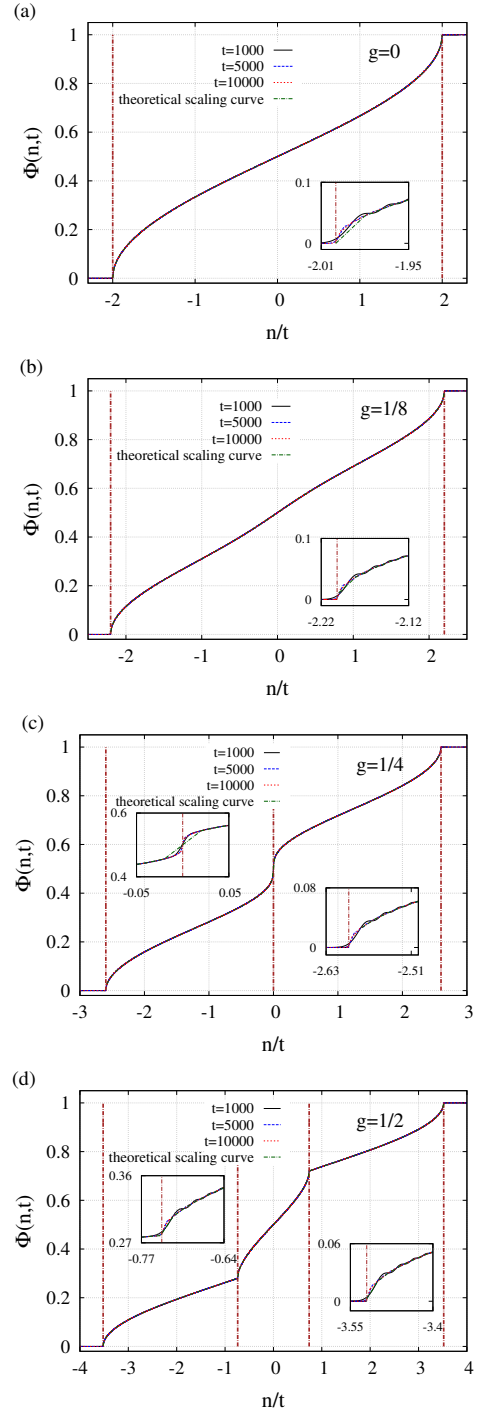 (a)
t=1000
t=5000
t=10000
theoretical scaling curve
g=0
Φ(n,t)
0
0.2
0.4
0.6
0.8
1
-2
-1
0
1
2
n/t
0.1
0
-2.01
-1.95
(b)
t=1000
t=5000
t=10000
theoretical scaling curve
g=1/8
Φ(n,t)
0
0.2
0.4
0.6
0.8
1
-2
-1
0
1
2
n/t
0.1
0
-2.22
-2.12
(c)
t=1000
t=5000
t=10000
theoretical scaling curve
g=1/4
Φ(n,t)
0
0.2
0.4
0.6
0.8
1
-3
-2
-1
0
1
2
3
n/t
0.6
0.4
-0.05
0.05
0.08
0
-2.63
-2.51
(d)
t=1000
t=5000
t=10000
theoretical scaling curve
g=1/2
Φ(n,t)
0
0.2
0.4
0.6
0.8
1
-4
-3
-2
-1
0
1
2
3
4
n/t
0.36
0.27
-0.77
-0.64
0.06
0
-3.55
-3.4